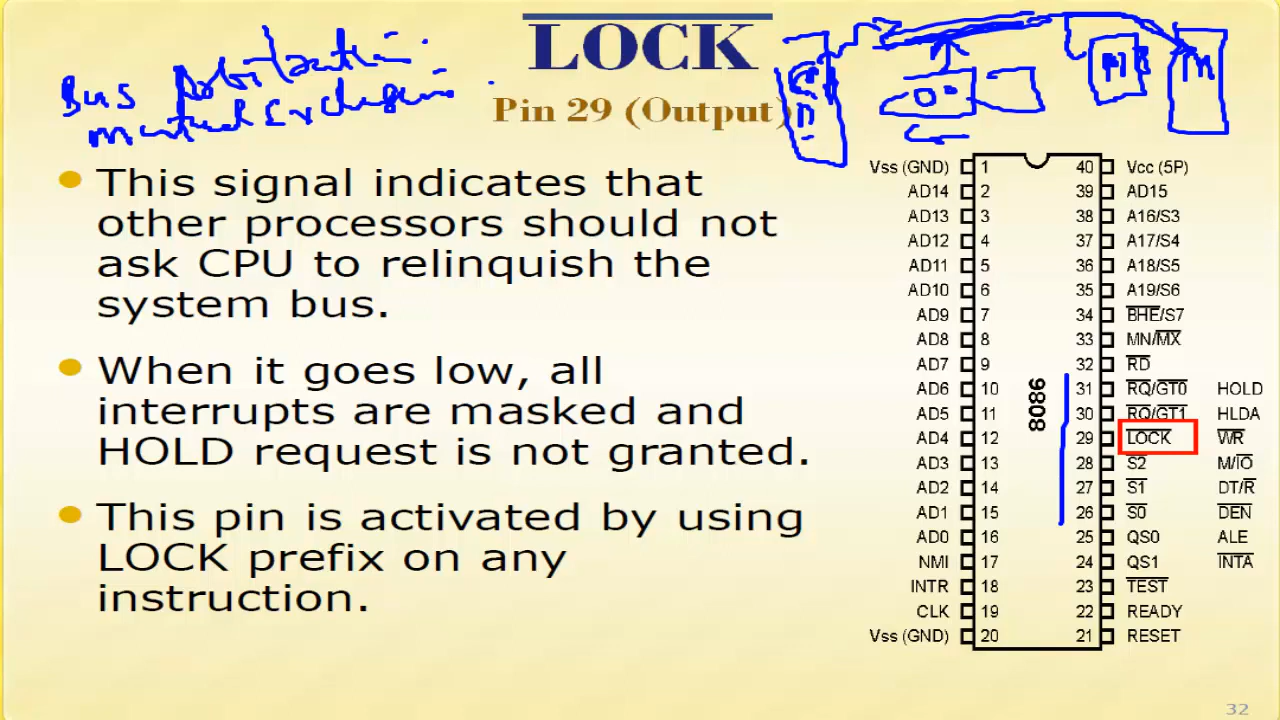 LOCK
Pin 29 (Output)
Bus
mutual
This signal indicates that
other processors should not
ask CPU to relinquish the
system bus.
When it goes low, all
interrupts are masked and
HOLD request is not granted.
This pin is activated by using
LOCK prefix on any
instruction.
8086
Vss (GND) 1 40 Vcc (5P)
AD14 2 39 AD15
AD13 3 38 A16/S3
AD12 4 37 A17/S4
AD11 5 36 A18/S5
AD10 6 35 A19/S6
AD9 7 34 BHE/S7
AD8 8 33 MN/MX
AD7 9 32 RD
AD6 10 31 RQ/GT0 HOLD
AD5 11 30 RQ/GT1 HLDA
AD4 12 29 LOCK WR
AD3 13 28 S2 M/IO
AD2 14 27 S1 DT/R
AD1 15 26 S0 DEN
AD0 16 25 QS0 ALE
NMI 17 24 QS1 INTA
INTR 18 23 TEST
CLK 19 22 READY
Vss (GND) 20 21 RESET
32